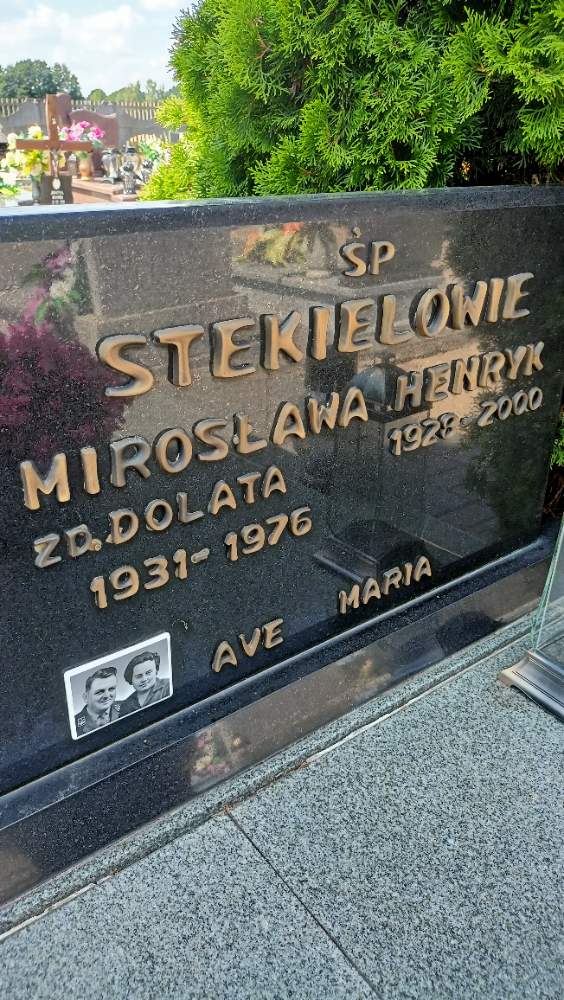 ŚP
STEKIELOWIE
MIROSŁAWA HENRYK
ZD. DOLATA 1928-2000
1931-1976
AVE MARIA